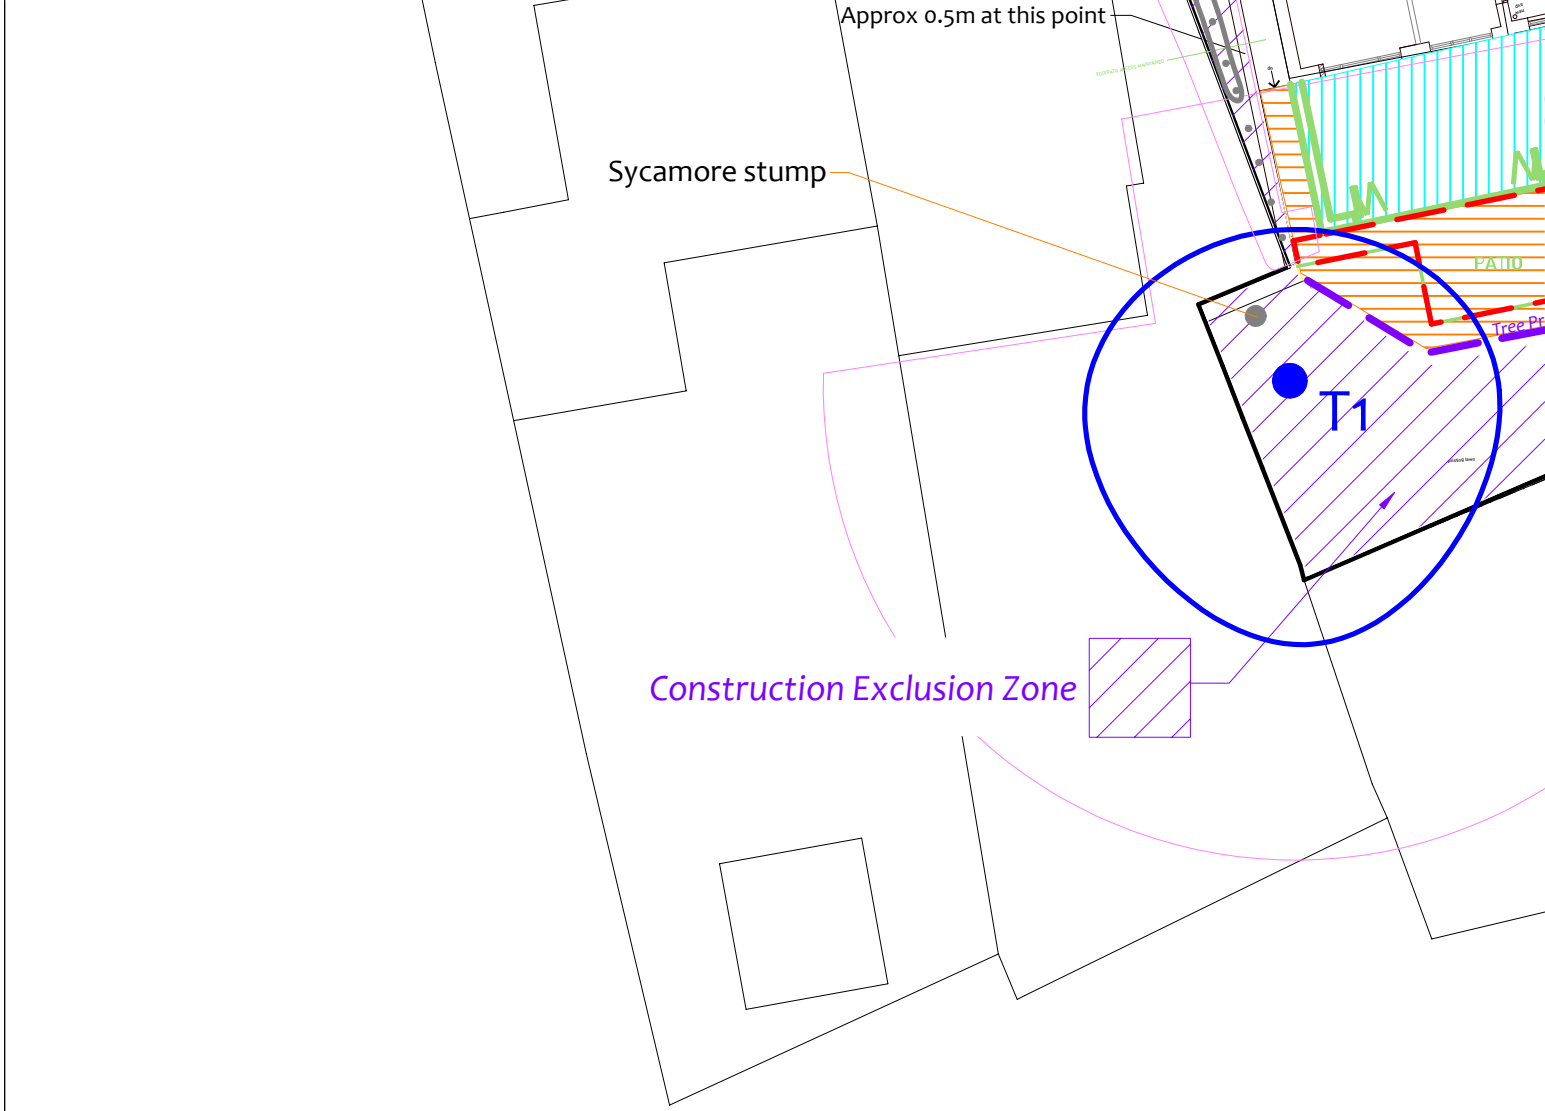 Approx 0.5m at this point
Sycamore stump
PATIO
Tree Pr
T1
Construction Exclusion Zone